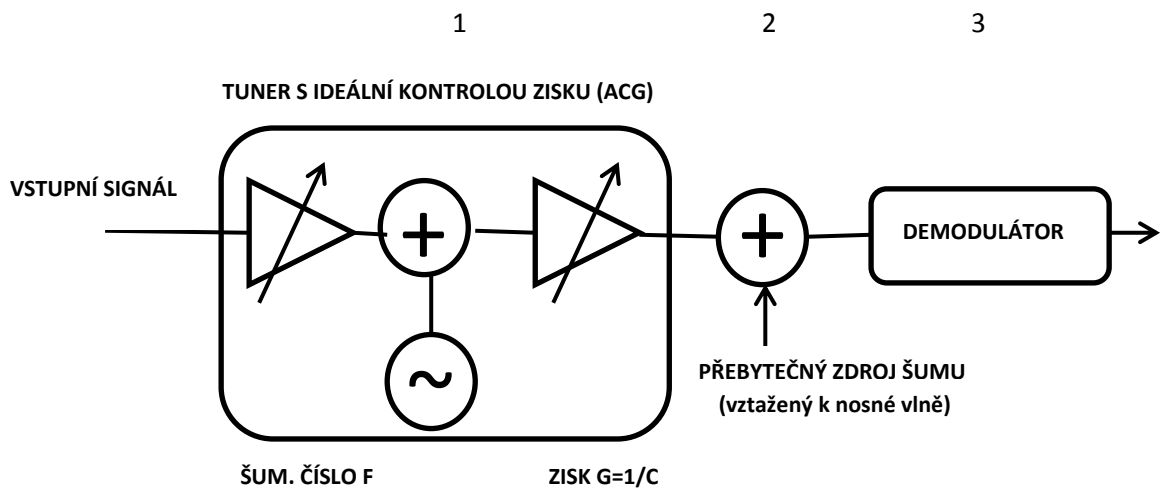 1 2 3
TUNER S IDEÁLNÍ KONTROLOU ZISKU (ACG)
VSTUPNÍ SIGNÁL
+
+
DEMODULÁTOR
~
PŘEBYTEČNÝ ZDROJ ŠUMU
(vztažený k nosné vlně)
ŠUM. ČÍSLO F
ZISK G=1/C